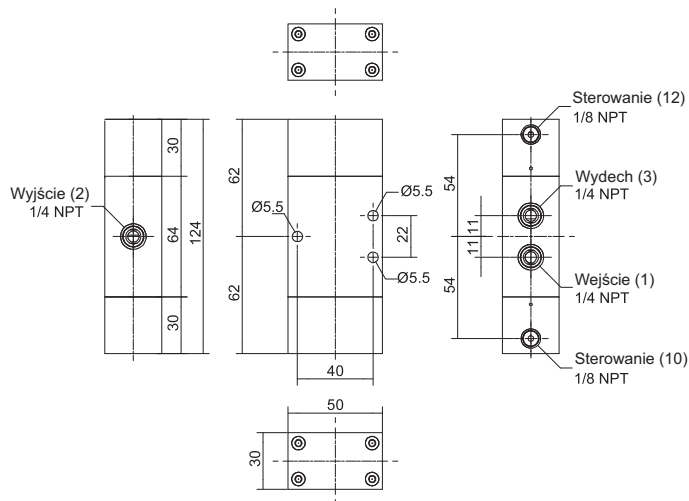 Sterowanie (12)
1/8 NPT
30
62
54
Wydech (3)
1/4 NPT
Wyjście (2)
1/4 NPT
Ø5.5
Ø5.5
11
11
64
124
22
Ø5.5
Wejście (1)
1/4 NPT
62
54
30
Sterowanie (10)
1/8 NPT
40
50
30